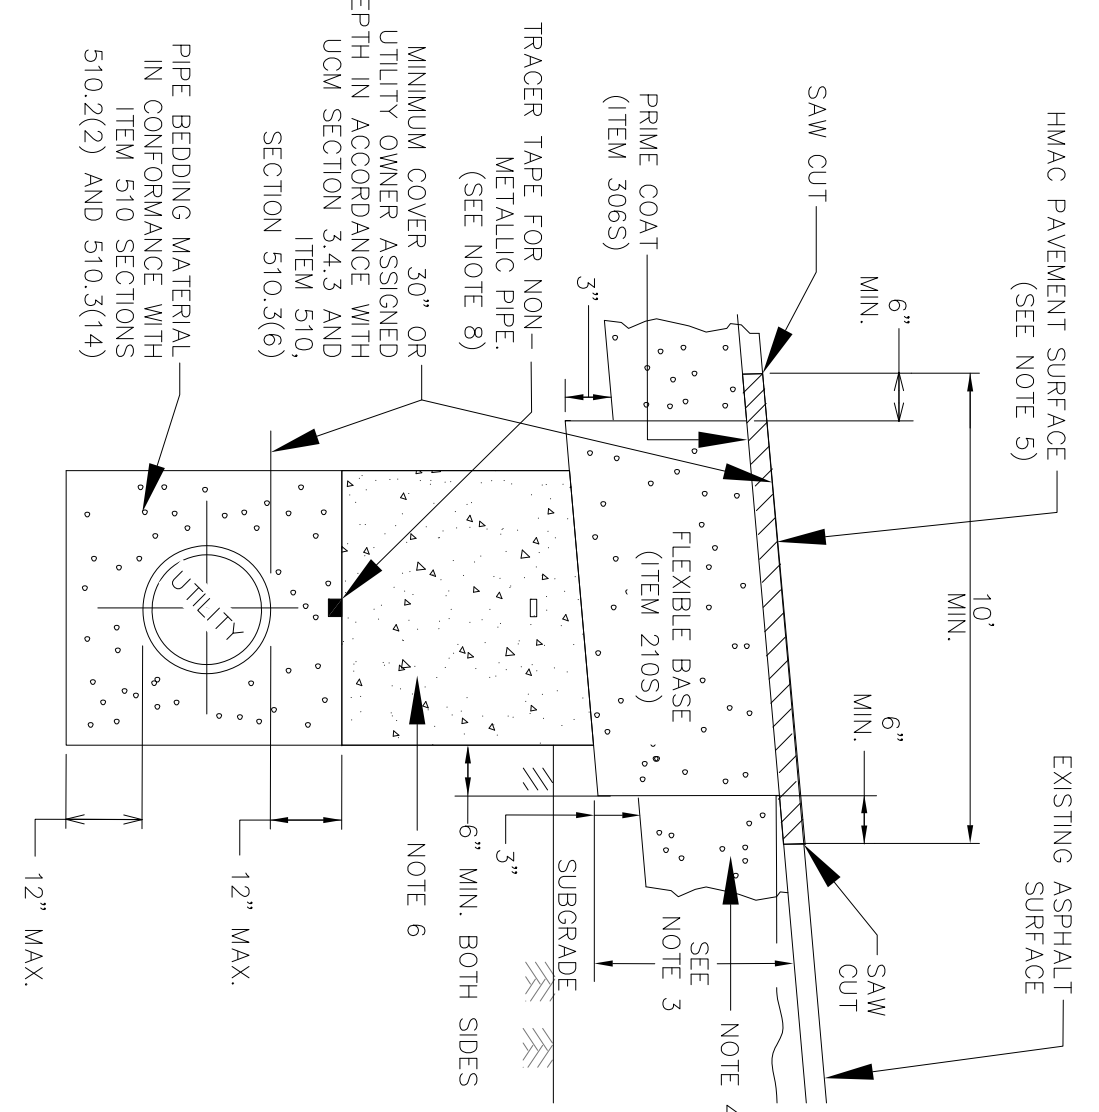 HMAC PAVEMENT SURFACE
(SEE NOTE 5)
SAW CUT
PRIME COAT
(ITEM 306S)
TRACER TAPE FOR NON-
METALLIC PIPE.
(SEE NOTE 8)
MINIMUM COVER 30" OR
UTILITY OWNER ASSIGNED
EPTH IN ACCORDANCE WITH
UCM SECTION 3.4.3 AND
ITEM 510,
SECTION 510.3(6)
PIPE BEDDING MATERIAL
IN CONFORMANCE WITH
ITEM 510 SECTIONS
510.2(2) AND 510.3(14)
6"
MIN.
3"
10'
MIN.
6"
MIN.
FLEXIBLE BASE
(ITEM 210S)
UTILITY
EXISTING ASPHALT
SURFACE
SAW
CUT
NOTE 4
SEE
NOTE 3
SUBGRADE
3"
6" MIN. BOTH SIDES
NOTE 6
12" MAX.
12" MAX.